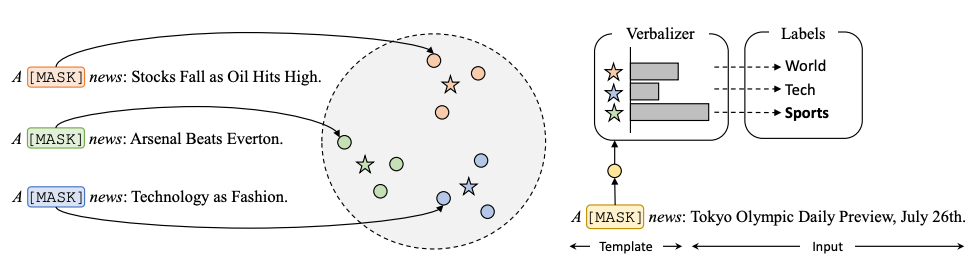 A [MASK] news: Stocks Fall as Oil Hits High.
A [MASK] news: Arsenal Beats Everton.
A [MASK] news: Technology as Fashion.
Verbalizer
Labels
World
Tech
Sports
A [MASK] news: Tokyo Olympic Daily Preview, July 26th.
Template
Input